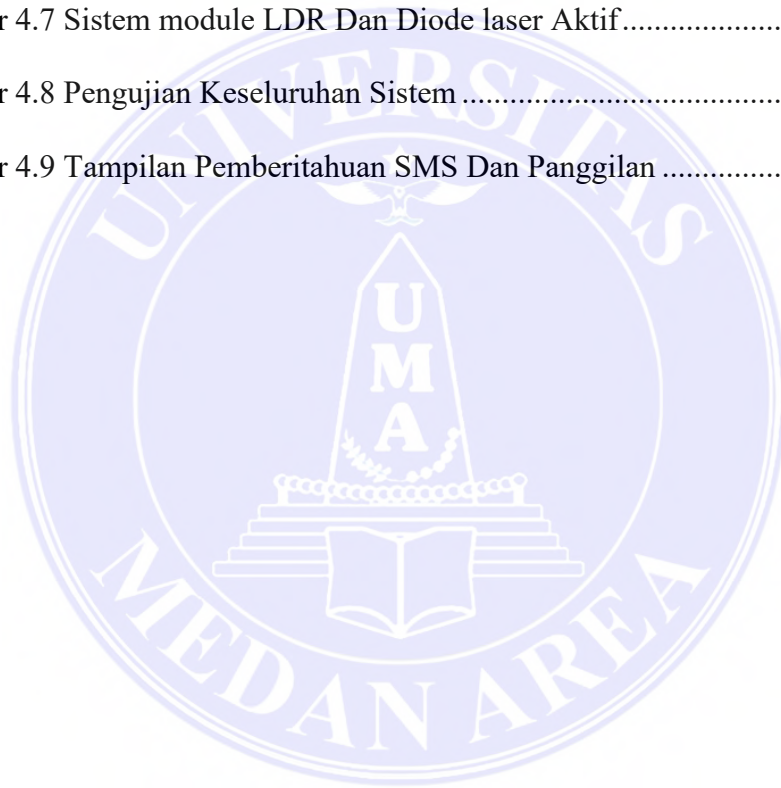 r 4.7 Sistem module LDR Dan Diode laser Aktif....................
r 4.8 Pengujian Keseluruhan Sistem........................................
r 4.9 Tampilan Pemberitahuan SMS Dan Panggilan...............
UNIVERSITAS
U
M
A
MEDAN AREA